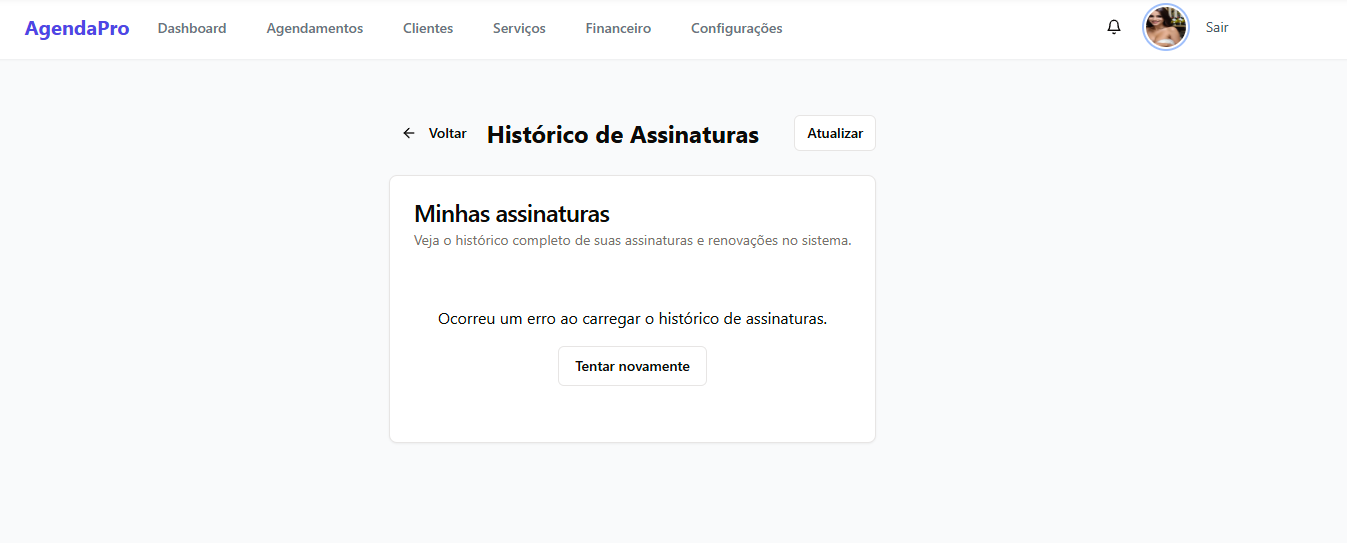 AgendaPro Dashboard Agendamentos Clientes Serviços Financeiro Configurações Sair
Voltar Histórico de Assinaturas Atualizar
Minhas assinaturas
Veja o histórico completo de suas assinaturas e renovações no sistema.
Ocorreu um erro ao carregar o histórico de assinaturas.
Tentar novamente